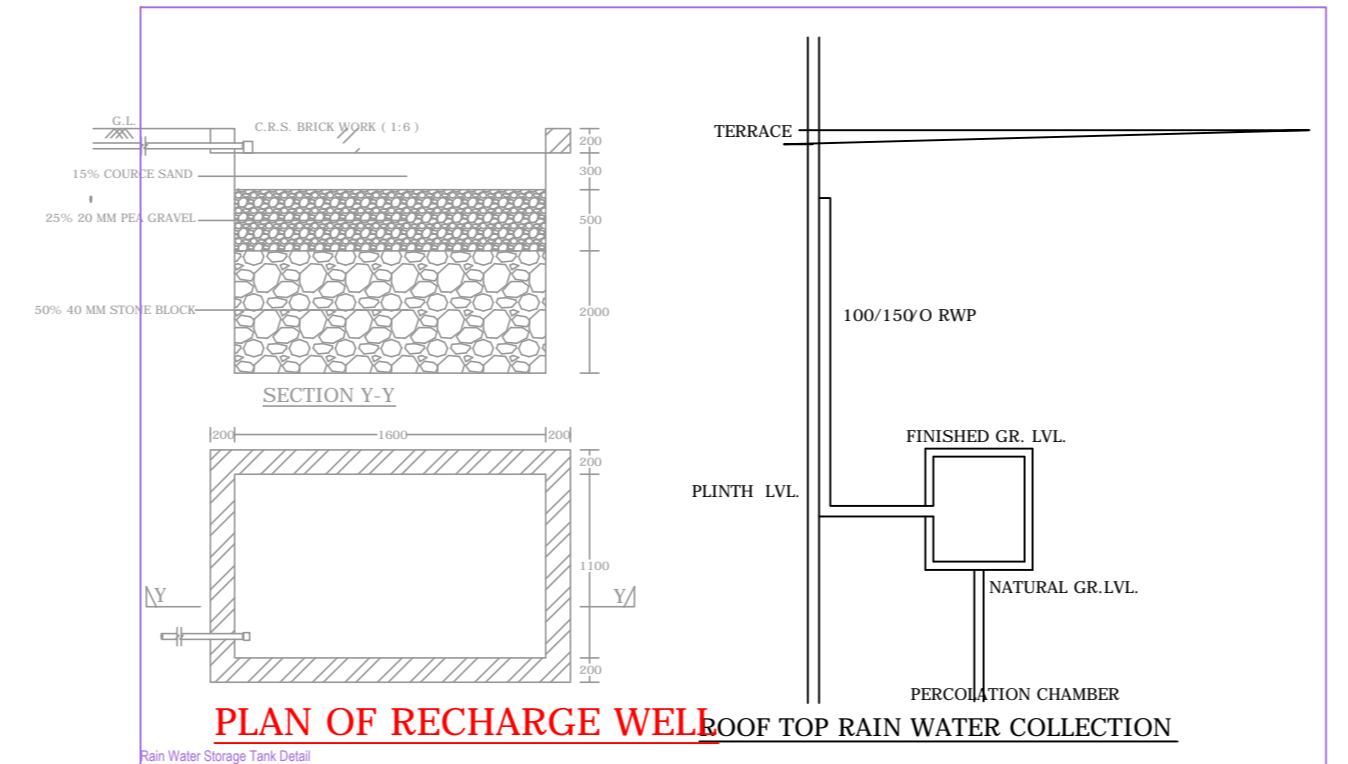 G.L.
C.R.S. BRICK WORK ( 1:6 )
200
15% COURCE SAND
300
25% 20 MM PEA GRAVEL
500
50% 40 MM STONE BLOCK
2000
SECTION Y-Y
200
1600
200
200
1100
Y
Y
200
PLAN OF RECHARGE WELL
TERRACE
100/150/O RWP
FINISHED GR. LVL.
PLINTH LVL.
NATURAL GR.LVL.
PERCOLATION CHAMBER
ROOF TOP RAIN WATER COLLECTION
Rain Water Storage Tank Detail